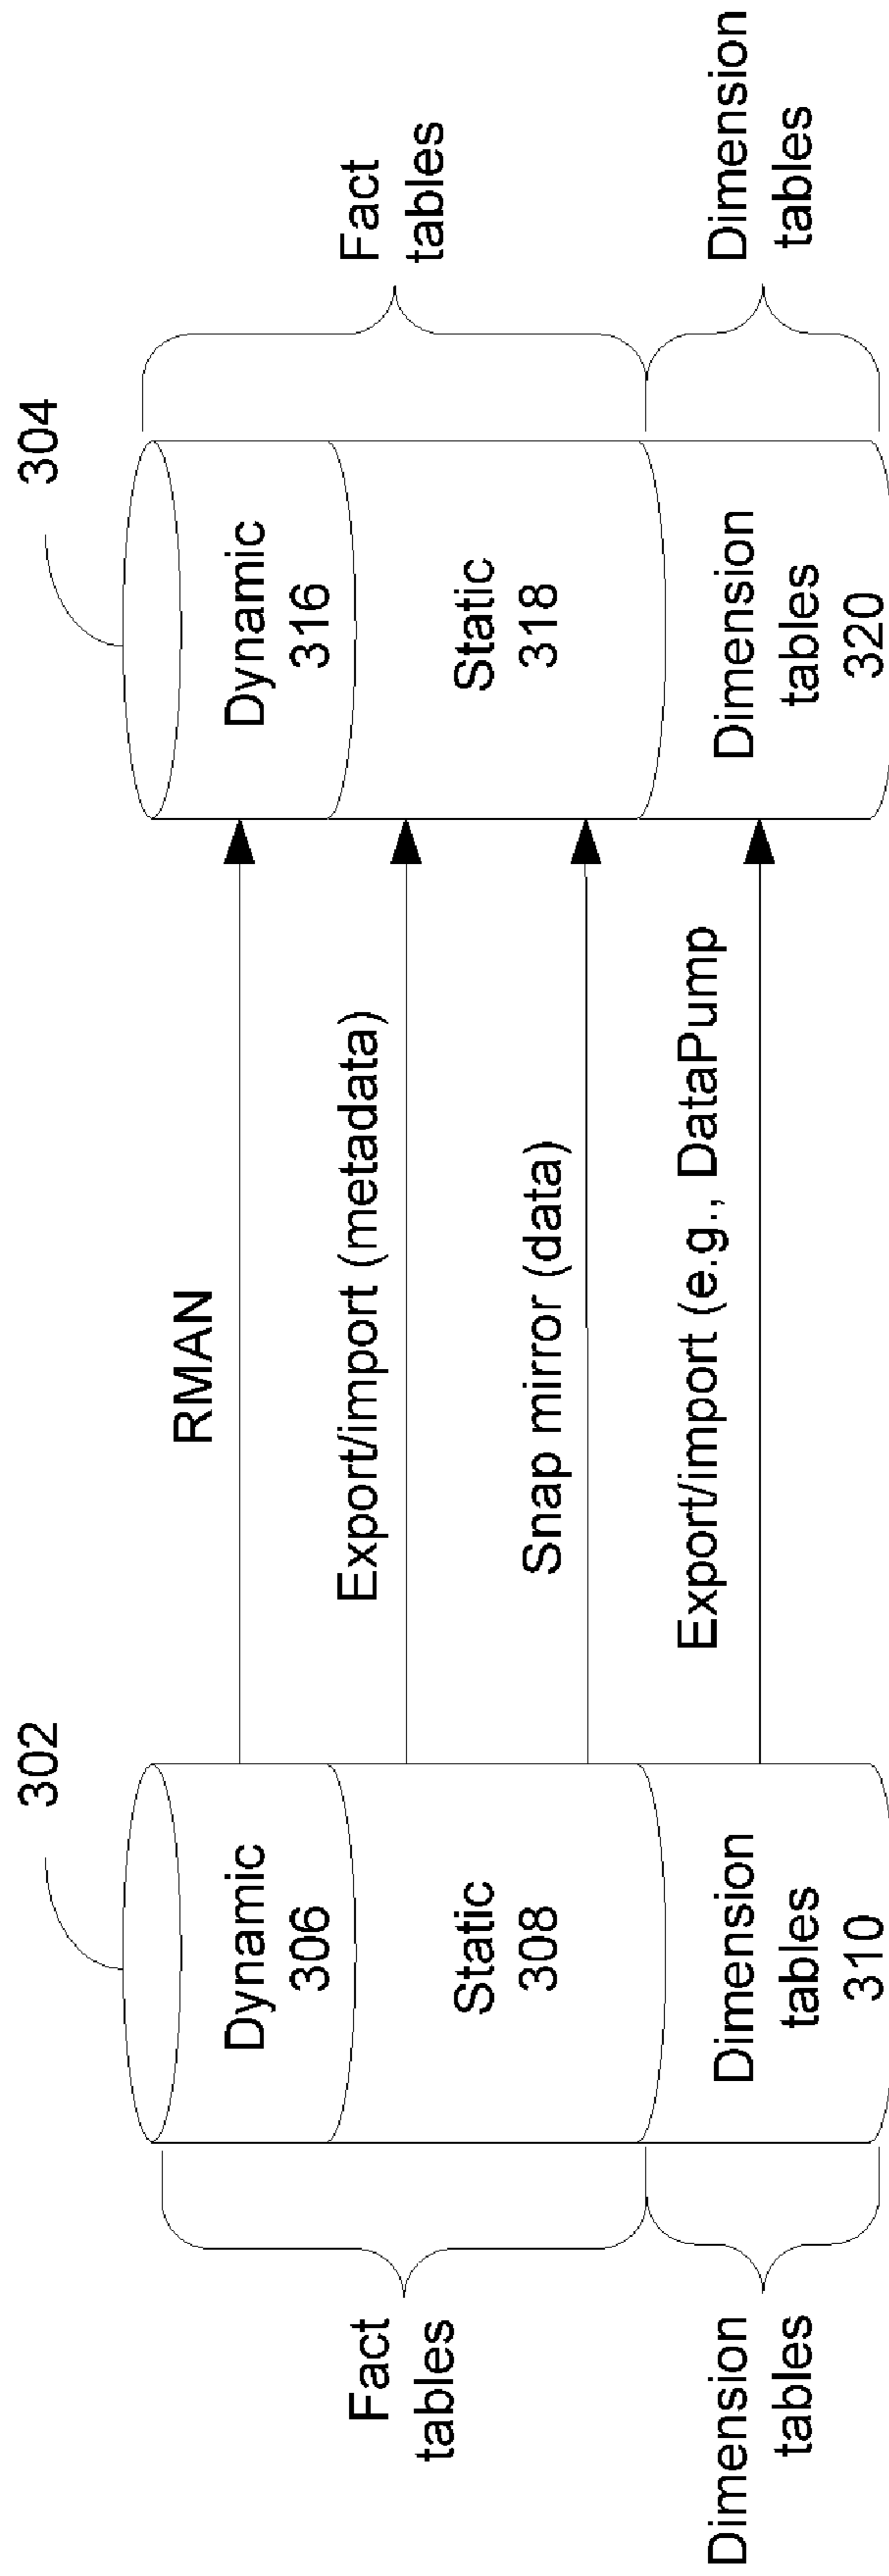 302
304
Fact
tables
Dimension
tables
Dynamic
306
Static
308
Dimension
tables
310
RMAN
Export/import (metadata)
Snap mirror (data)
Export/import (e.g., DataPump
Dynamic
316
Static
318
Dimension
tables
320
Fact
tables
Dimension
tables